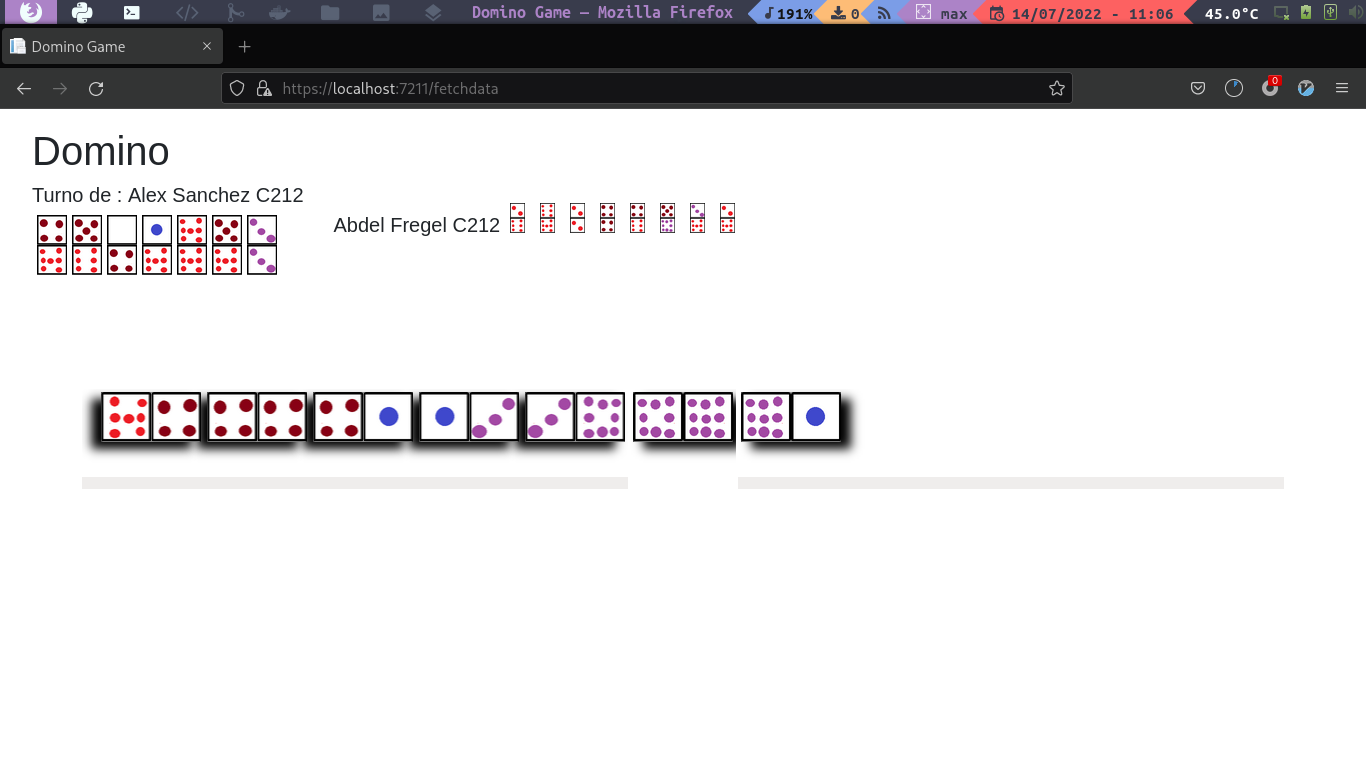 Domino Game — Mozilla Firefox
191%
0
max
14/07/2022 - 11:06
45.0°C
Domino Game
https://localhost:7211/fetchdata
0
Domino
Turno de : Alex Sanchez C212
Abdel Fregel C212